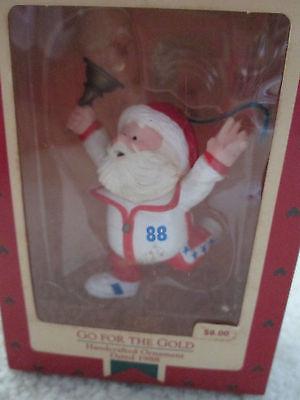 88
GO FOR THE GOLD
$8.00
Handcrafted Ornament
Dated 1988